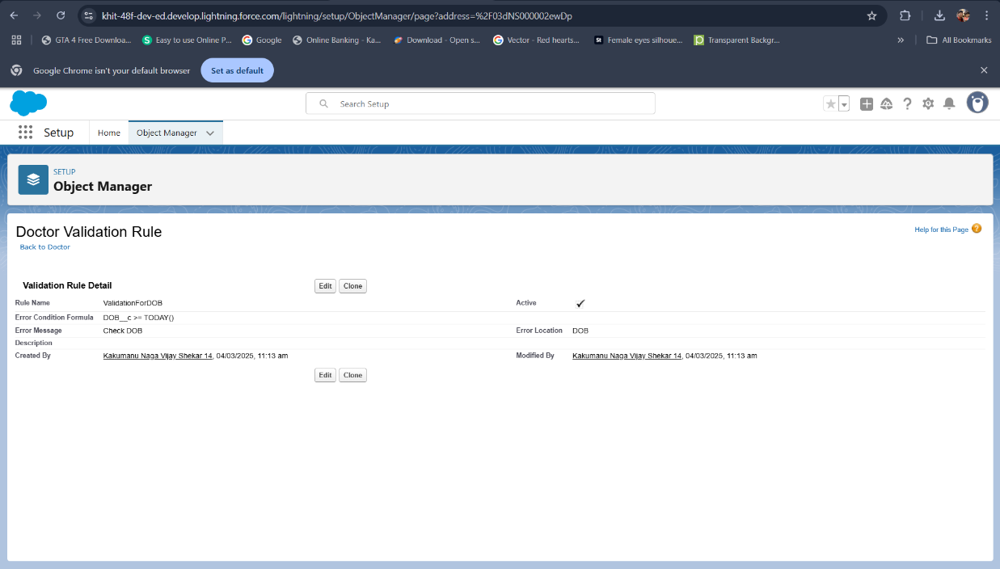 khit-48f-dev-ed.develop.lightning.force.com/lightning/setup/ObjectManager/page?address=%2F03dNS000002ewDp
GTA 4 Free Downloa... Easy to use Online P... Google Online Banking - Ka... Download - Open s... Vector - Red hearts... St Female eyes silhoue... Transparent Backgr... » All Bookmarks
Google Chrome isn't your default browser Set as default
Search Setup
Setup Home Object Manager
SETUP
Object Manager
Doctor Validation Rule Help for this Page
Back to Doctor
Validation Rule Detail Edit Clone
Rule Name ValidationForDOB Active
Error Condition Formula DOB__c >= TODAY()
Error Message Check DOB Error Location DOB
Description
Created By Kakumanu Naga Vijay Shekar 14, 04/03/2025, 11:13 am Modified By Kakumanu Naga Vijay Shekar 14, 04/03/2025, 11:13 am
Edit Clone